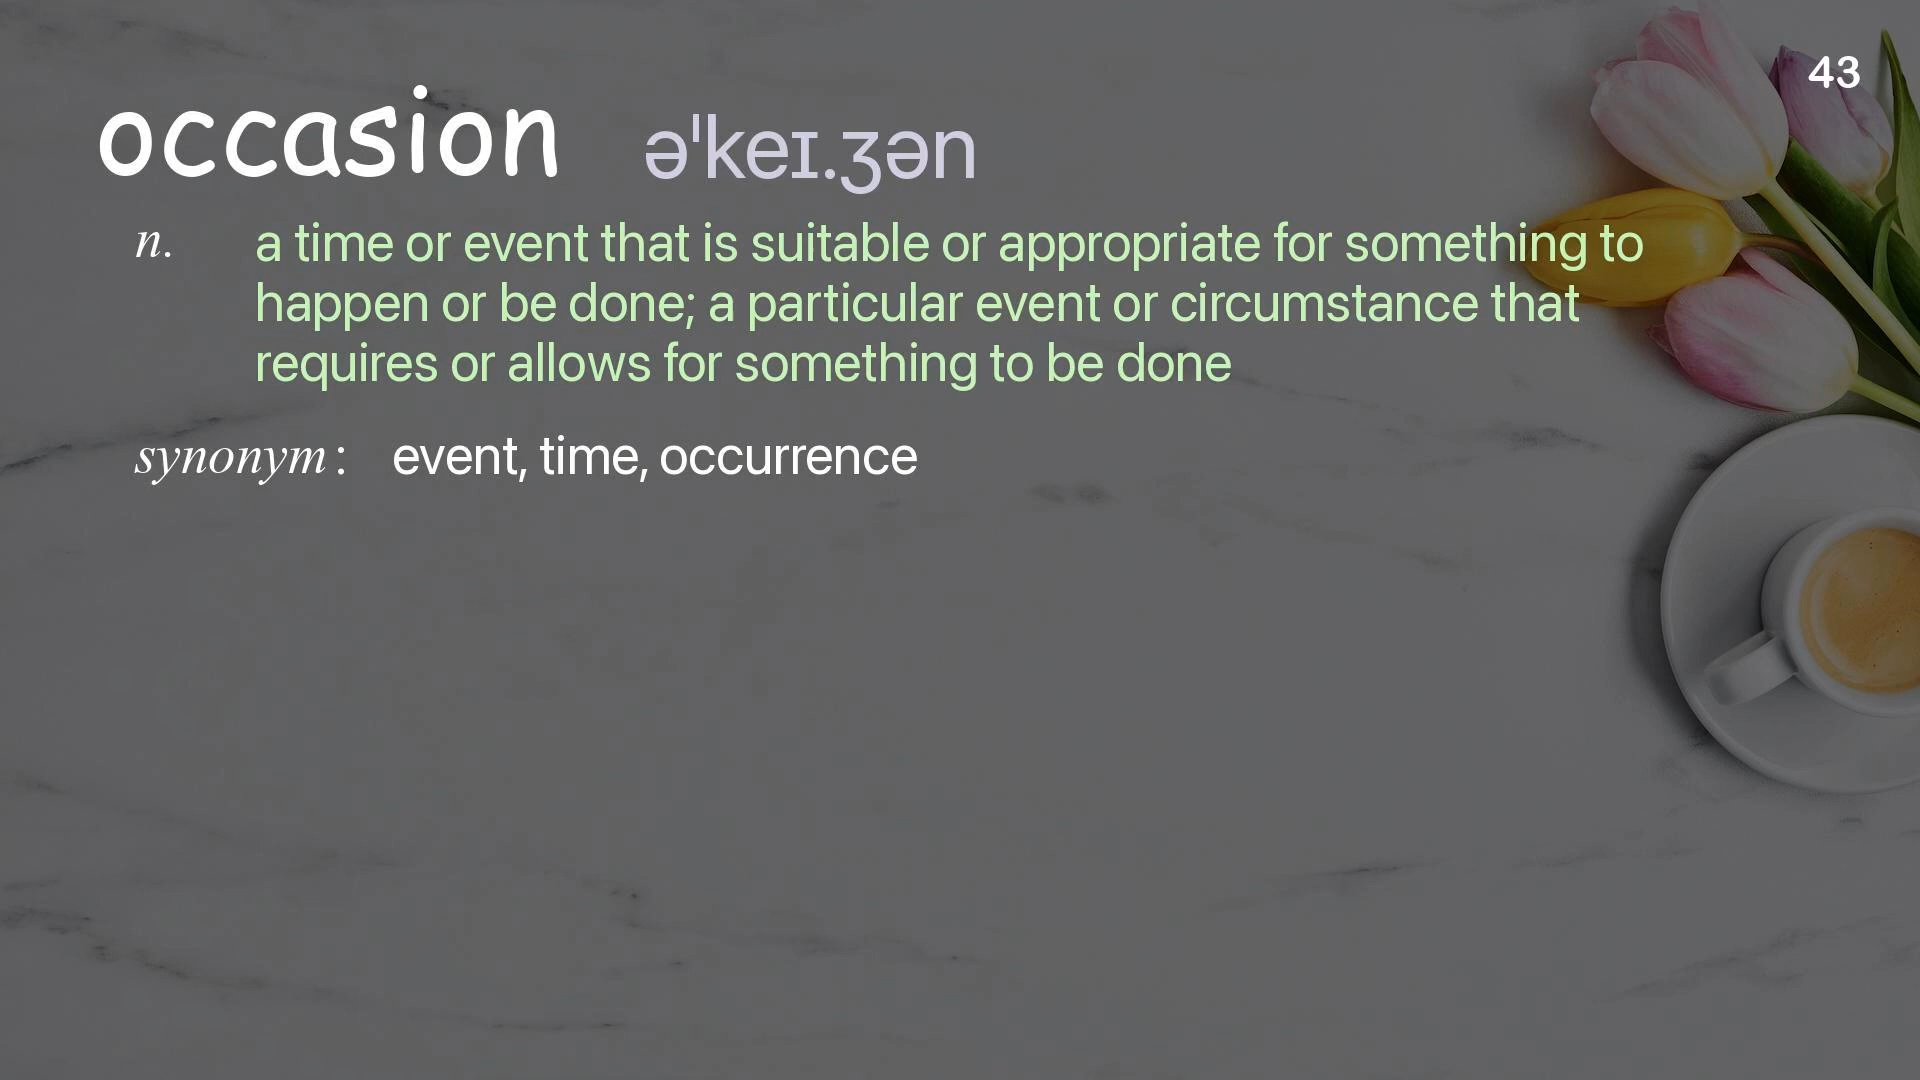 43
occasion əˈkeɪ.ʒən
n. a time or event that is suitable or appropriate for something to
happen or be done; a particular event or circumstance that
requires or allows for something to be done
synonym: event, time, occurrence